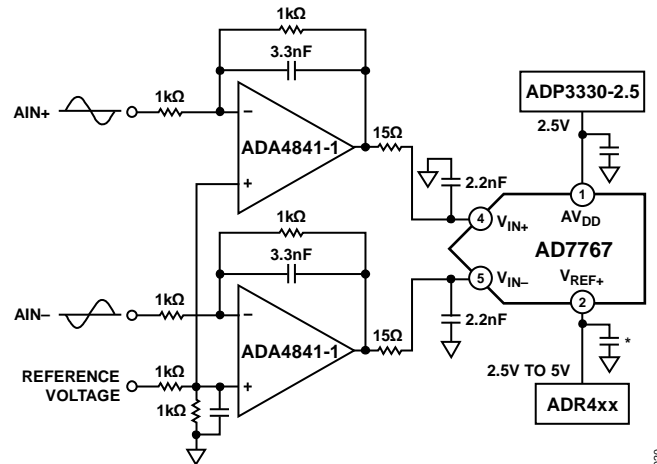 1kΩ
3.3nF
1kΩ
AIN+
−
ADA4841-1
+
15Ω
ADP3330-2.5
2.5V
2.2nF
1
AVDD
4
VIN+
AD7767
1kΩ
3.3nF
5
VIN−
VREF+
2
1kΩ
AIN−
−
ADA4841-1
+
15Ω
2.2nF
*
REFERENCE
VOLTAGE
1kΩ
1kΩ
2.5V TO 5V
ADR4xx